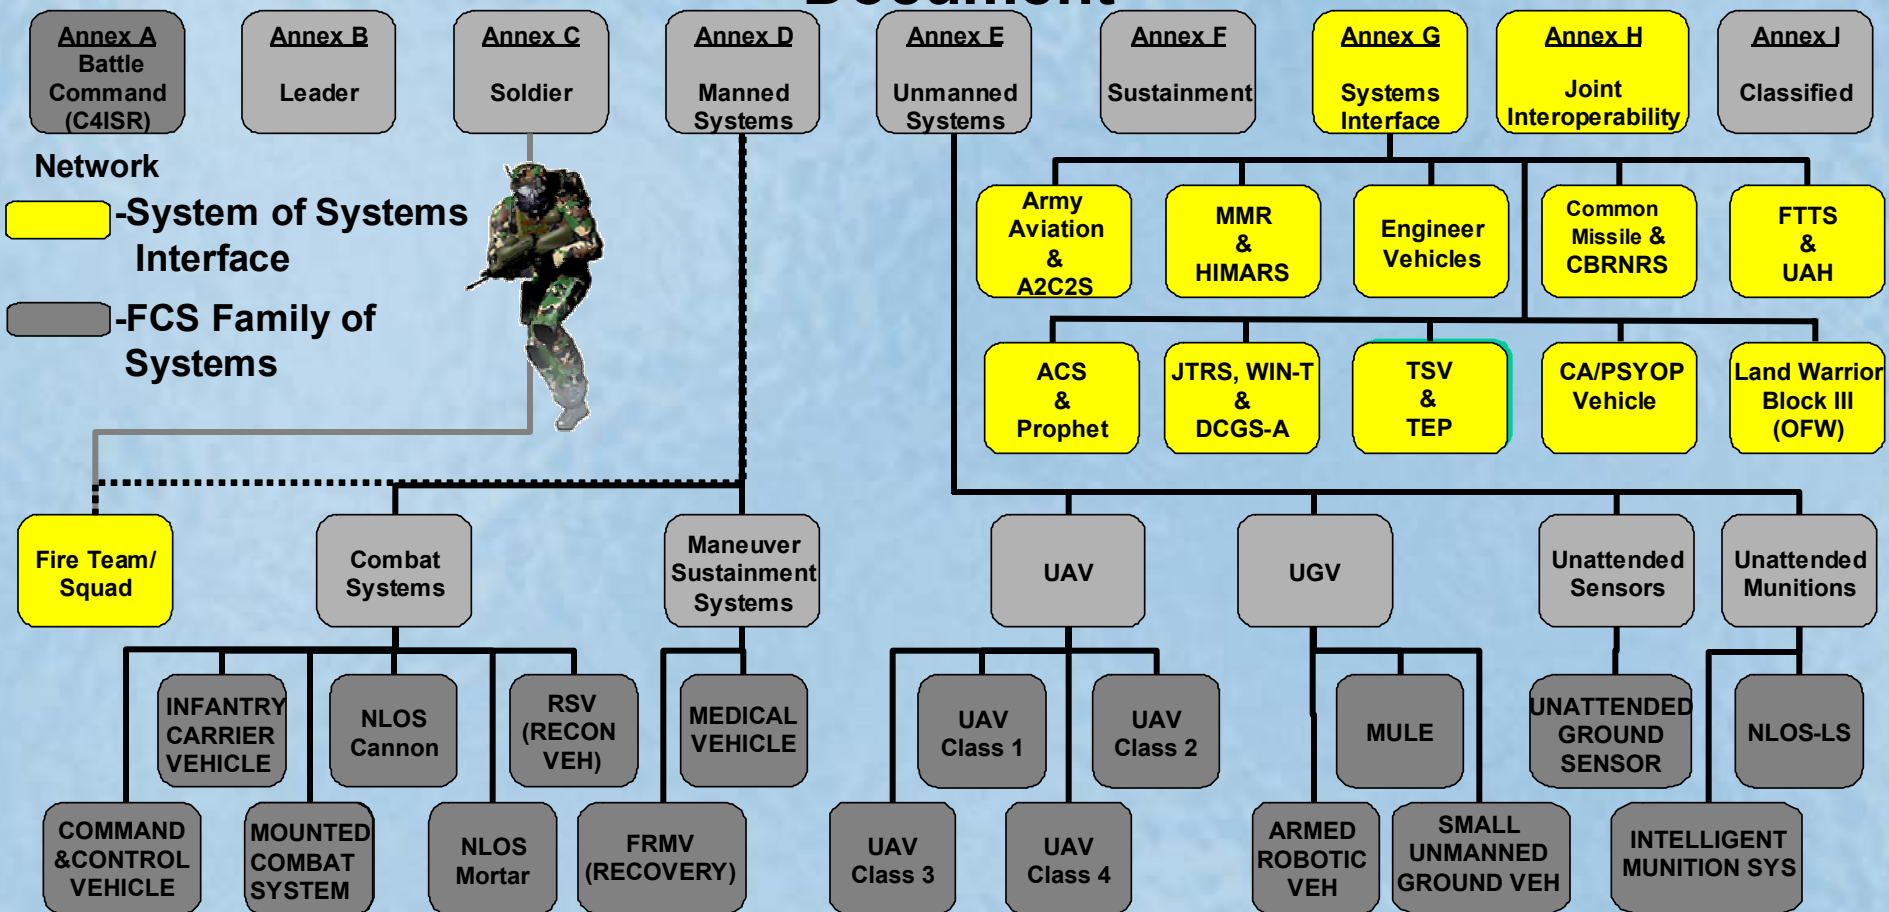 Document
Annex A
Battle
Command
(C4ISR)
Annex B
Leader
Annex C
Soldier
Annex D
Manned
Systems
Annex E
Unmanned
Systems
Annex F
Sustainment
Annex G
Systems
Interface
Annex H
Joint
Interoperability
Annex I
Classified
Network
-System of Systems
Interface
-FCS Family of
Systems
Army
Aviation
&
A2C2S
MMR
&
HIMARS
Engineer
Vehicles
Common
Missile &
CBRNRS
FTTS
&
UAH
ACS
&
Prophet
JTRS, WIN-T
&
DCGS-A
TSV
&
TEP
CA/PSYOP
Vehicle
Land Warrior
Block III
(OFW)
Fire Team/
Squad
Combat
Systems
Maneuver
Sustainment
Systems
UAV
UGV
Unattended
Sensors
Unattended
Munitions
INFANTRY
CARRIER
VEHICLE
NLOS
Cannon
RSV
(RECON
VEH)
MEDICAL
VEHICLE
UAV
Class 1
UAV
Class 2
MULE
UNATTENDED
GROUND
SENSOR
NLOS-LS
COMMAND
&CONTROL
VEHICLE
MOUNTED
COMBAT
SYSTEM
NLOS
Mortar
FRMV
(RECOVERY)
UAV
Class 3
UAV
Class 4
ARMED
ROBOTIC
VEH
SMALL
UNMANNED
GROUND VEH
INTELLIGENT
MUNITION SYS